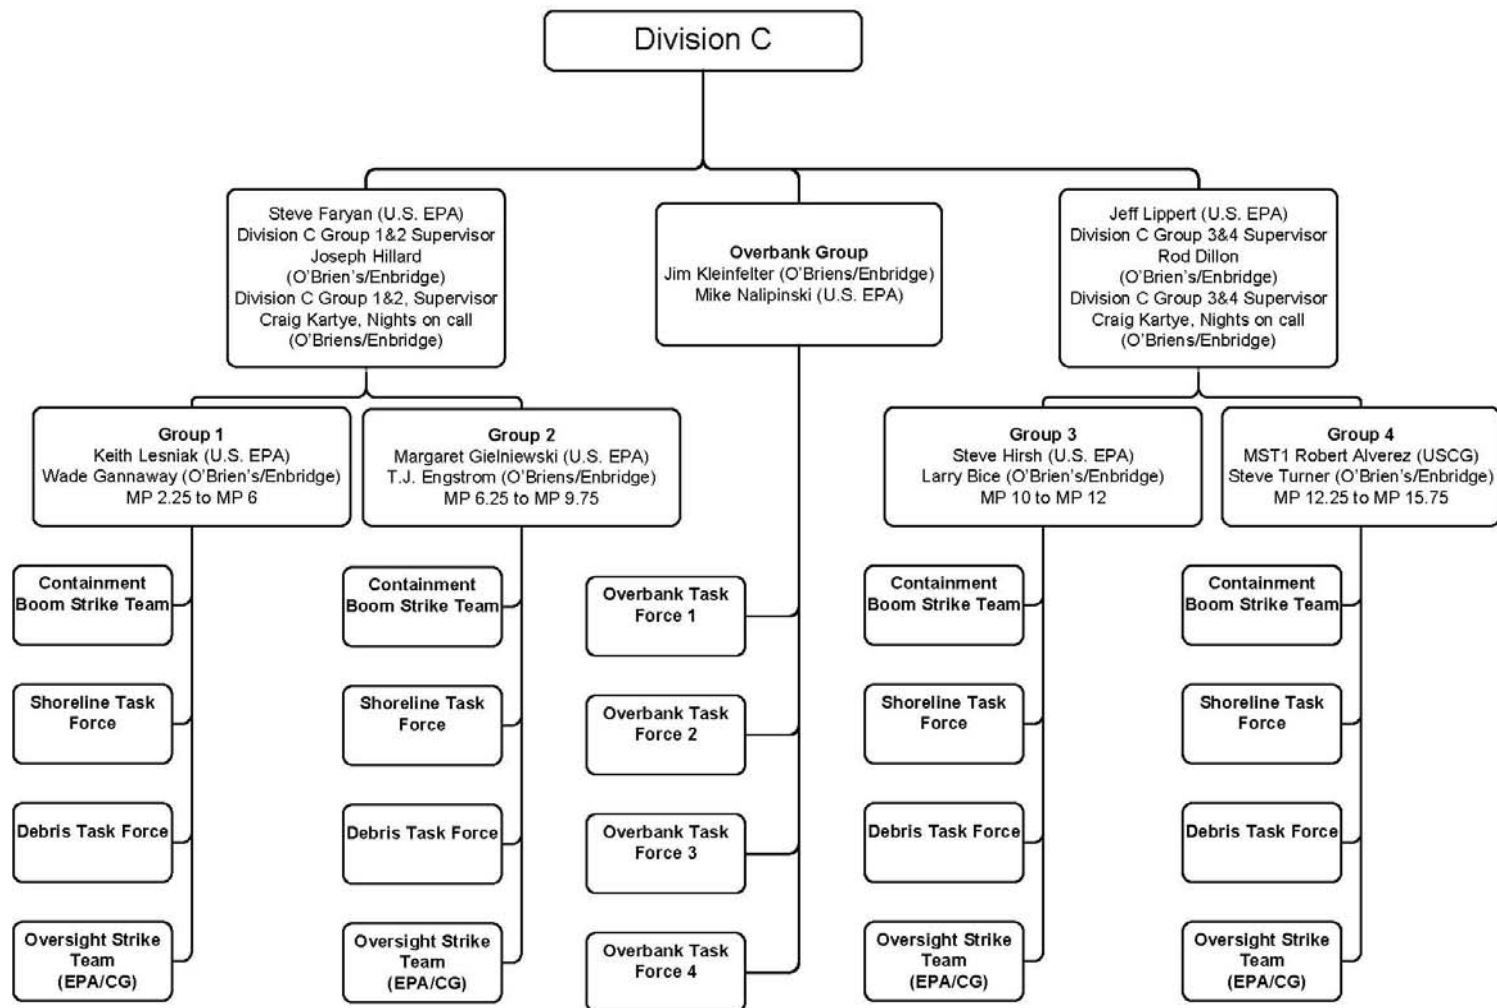 Division C
Steve Faryan (U.S. EPA)
Division C Group 1&2 Supervisor
Joseph Hillard
(O'Brien's/Enbridge)
Division C Group 1&2, Supervisor
Craig Kartye, Nights on call
(O'Briens/Enbridge)
Overbank Group
Jim Kleinfelter (O'Briens/Enbridge)
Mike Nalipinski (U.S. EPA)
Jeff Lippert (U.S. EPA)
Division C Group 3&4 Supervisor
Rod Dillon
(O'Brien's/Enbridge)
Division C Group 3&4 Supervisor
Craig Kartye, Nights on call
(O'Briens/Enbridge)
Group 1
Keith Lesniak (U.S. EPA)
Wade Gannaway (O'Brien's/Enbridge)
MP 2.25 to MP 6
Group 2
Margaret Gielniewski (U.S. EPA)
T.J. Engstrom (O'Briens/Enbridge)
MP 6.25 to MP 9.75
Group 3
Steve Hirsh (U.S. EPA)
Larry Bice (O'Brien's/Enbridge)
MP 10 to MP 12
Group 4
MST1 Robert Alverez (USCG)
Steve Turner (O'Brien's/Enbridge)
MP 12.25 to MP 15.75
Containment
Boom Strike Team
Shoreline Task
Force
Debris Task Force
Oversight Strike
Team
(EPA/CG)
Containment
Boom Strike Team
Shoreline Task
Force
Debris Task Force
Oversight Strike
Team
(EPA/CG)
Overbank Task
Force 1
Overbank Task
Force 2
Overbank Task
Force 3
Overbank Task
Force 4
Containment
Boom Strike Team
Shoreline Task
Force
Debris Task Force
Oversight Strike
Team
(EPA/CG)
Containment
Boom Strike Team
Shoreline Task
Force
Debris Task Force
Oversight Strike
Team
(EPA/CG)